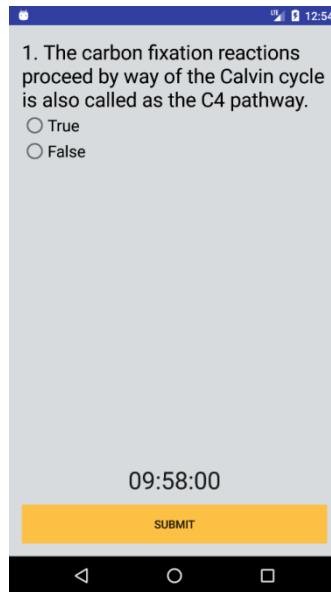 LTE 12:54
1. The carbon fixation reactions
proceed by way of the Calvin cycle
is also called as the C4 pathway.
True
False
09:58:00
SUBMIT